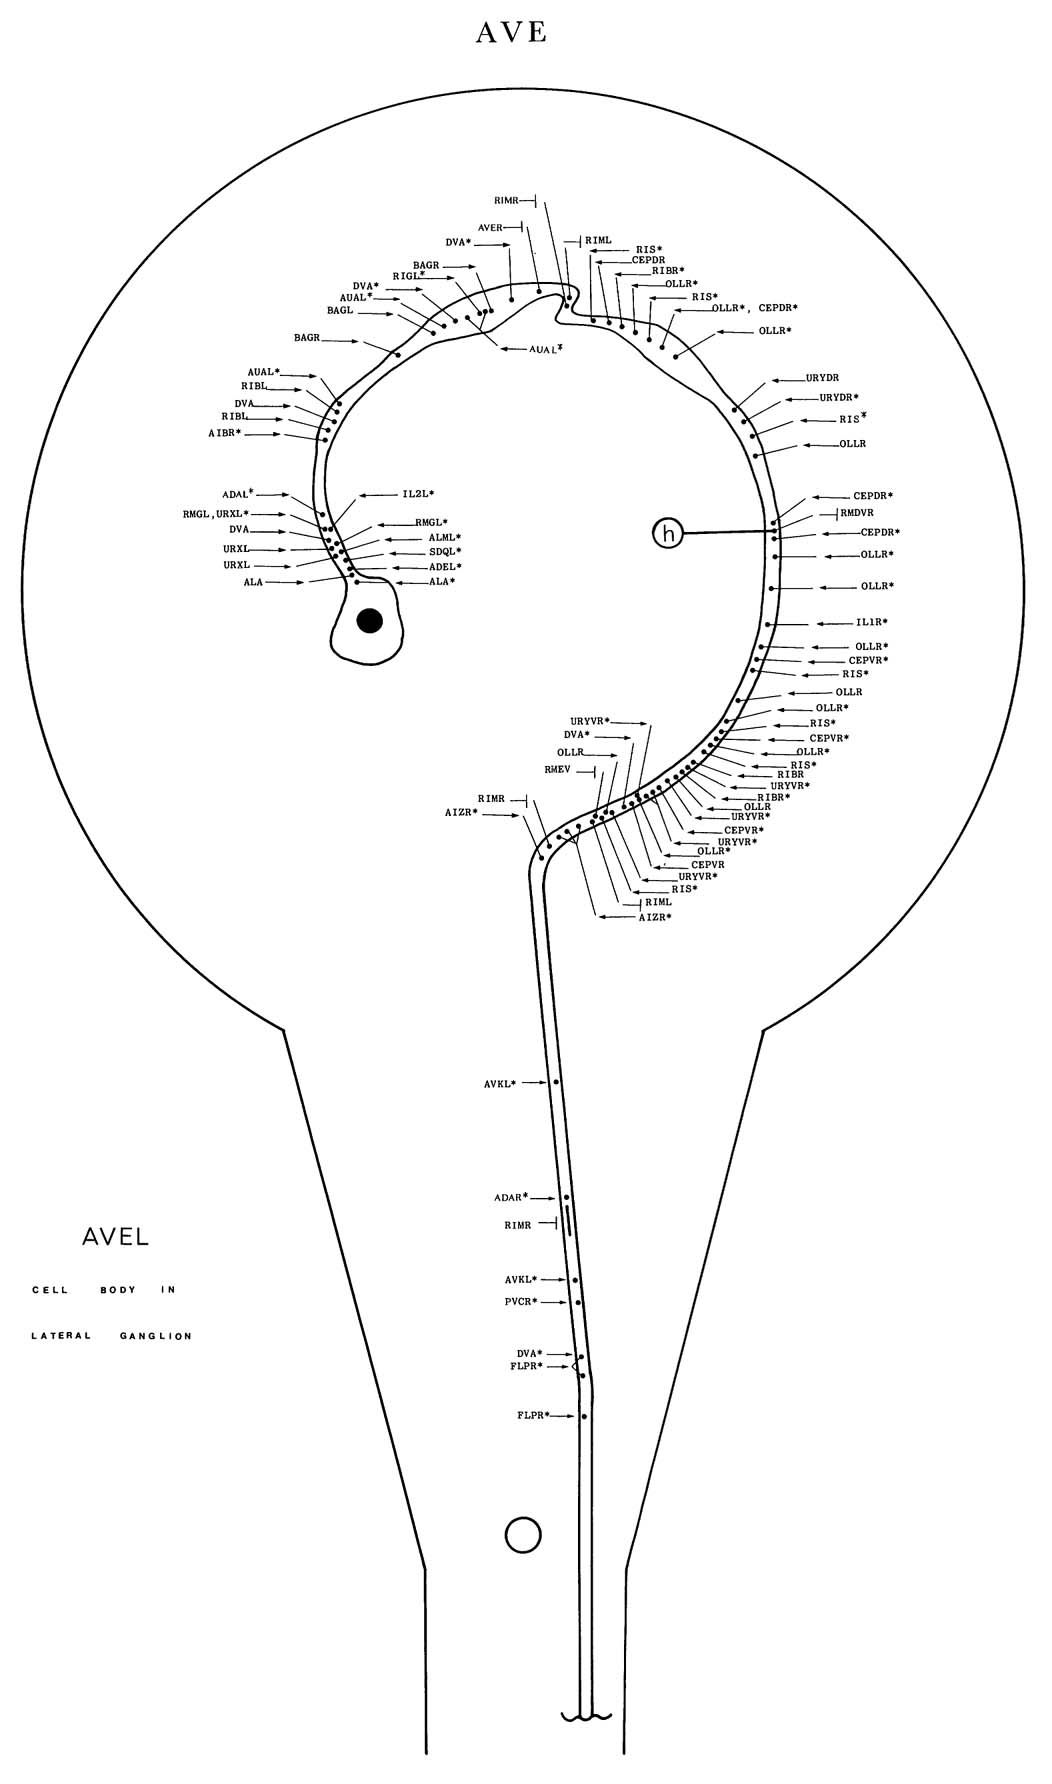 AVE
RIMR
AVER
RIML
DVA*
RIS*
CEPDR
BAGR
RIBR*
RIGL*
OLLR*
DVA*
AUAL*
RIS*
BAGL
OLLR*, CEPDR*
OLLR*
BAGR
AUAL*
AUAL*
URYDR
RIBL
URYDR*
DVA
RIBL
RIS*
AIBR*
OLLR
ADAL*
IL2L*
CEPDR*
RMGL,URXL*
RMDVR
RMGL*
DVA
h
CEPDR*
ALML*
URXL
SDQL*
OLLR*
URXL
ADEL*
ALA
ALA*
OLLR*
IL1R*
OLLR*
CEPVR*
RIS*
OLLR
OLLR*
URYVR*
RIS*
DVA*
CEPVR*
OLLR
OLLR*
RMEV
RIS*
RIBR
URYVR*
RIMR
RIBR*
OLLR
AIZR*
URYVR*
CEPVR*
URYVR*
OLLR*
CEPVR
URYVR*
RIS*
RIML
AIZR*
AVKL*
ADAR*
RIMR
AVEL
AVKL*
CELL BODY IN
PVCR*
LATERAL GANGLION
DVA*
FLPR*
FLPR*